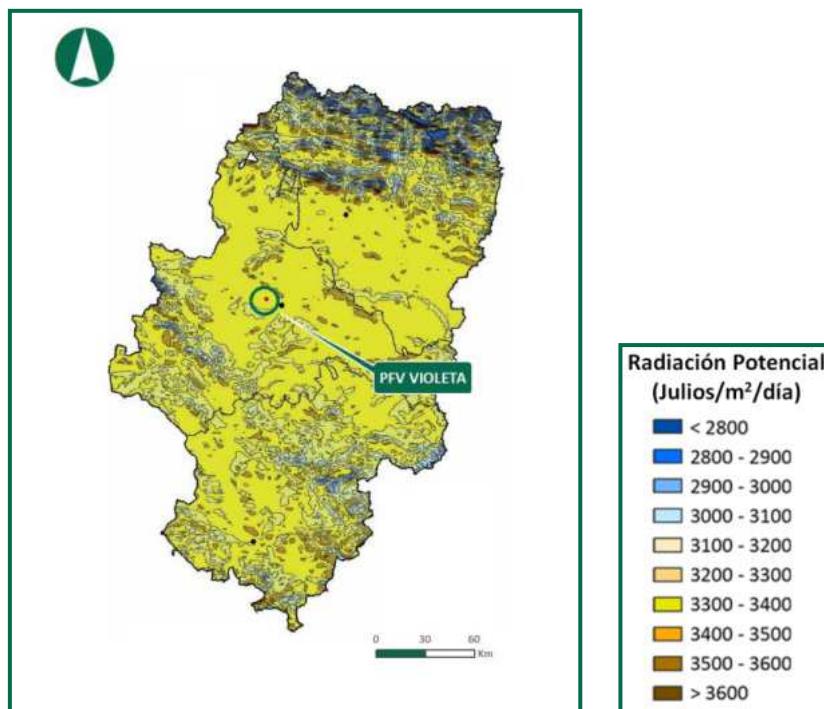 PFV VIOLETA
0 30 60
Km
Radiación Potencial
(Julios/m²/día)
< 2800
2800 - 2900
2900 - 3000
3000 - 3100
3100 - 3200
3200 - 3300
3300 - 3400
3400 - 3500
3500 - 3600
> 3600